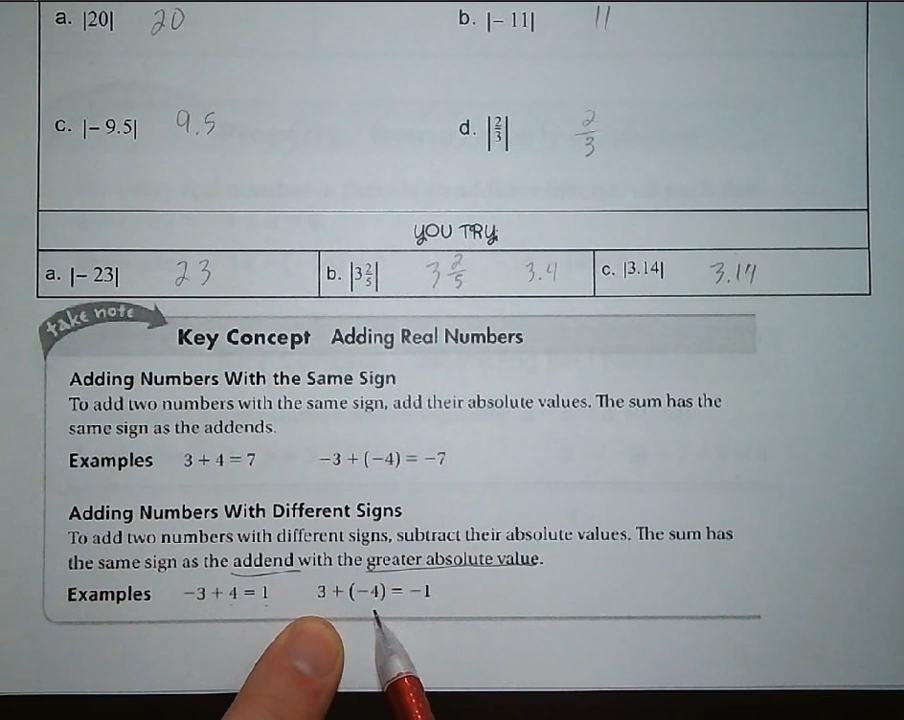 a. |20| 20
b. |– 11| 11
c. |– 9.5| 9.5
d. |2/3| 2/3
YOU TRY
a. |– 23| 23
b. |3 2/5| 3 2/5 3.4
c. |3.14| 3.14
take note
Key Concept Adding Real Numbers
Adding Numbers With the Same Sign
To add two numbers with the same sign, add their absolute values. The sum has the
same sign as the addends.
Examples 3 + 4 = 7 −3 + (−4) = −7
Adding Numbers With Different Signs
To add two numbers with different signs, subtract their absolute values. The sum has
the same sign as the addend with the greater absolute value.
Examples −3 + 4 = 1 3 + (−4) = −1